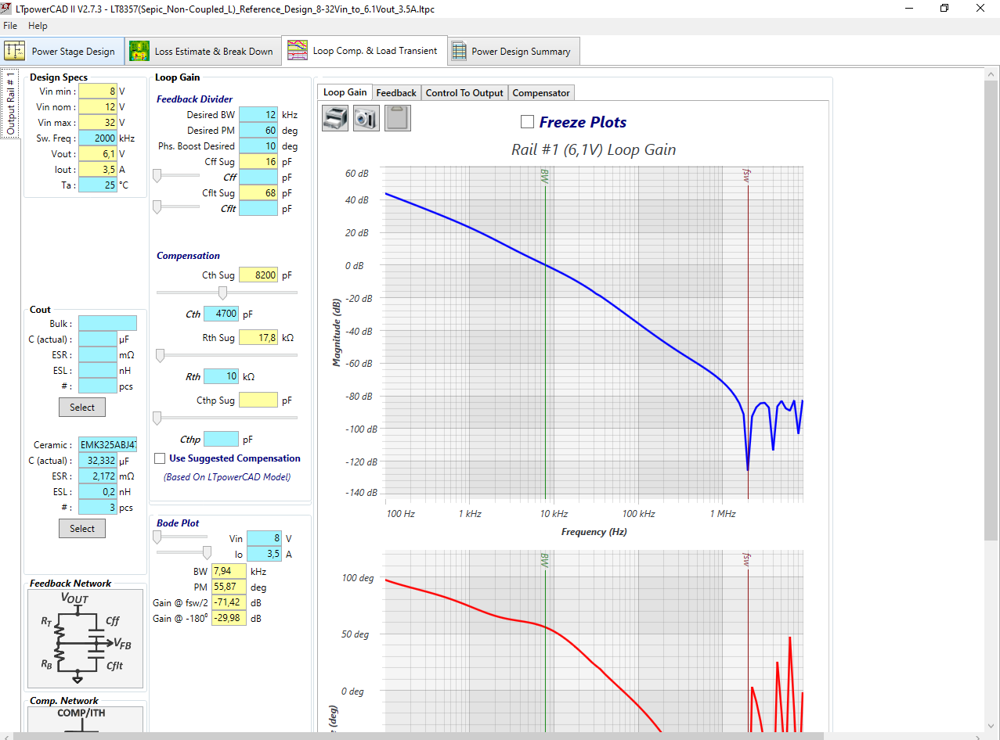 LTpowerCAD II V2.7.3 - LT8357(Sepic_Non-Coupled_L)_Reference_Design_8-32Vin_to_6.1Vout_3.5A.ltpc
File Help
Power Stage Design
Loss Estimate & Break Down
Loop Comp. & Load Transient
Power Design Summary
Output Rail # 1
Design Specs
Vin min : 8 V
Vin nom : 12 V
Vin max : 32 V
Sw. Freq : 2000 kHz
Vout : 6,1 V
Iout : 3,5 A
Ta : 25 °C
Cout
Bulk :
C (actual) : µF
ESR : mΩ
ESL : nH
# : pcs
Select
Ceramic : EMK325ABJ47
C (actual) : 32,332 µF
ESR : 2,172 mΩ
ESL : 0,2 nH
# : 3 pcs
Select
Feedback Network
VOUT
RT
Cff
VFB
RB
Cflt
Comp. Network
COMP/ITH
Loop Gain
Feedback Divider
Desired BW 12 kHz
Desired PM 60 deg
Phs. Boost Desired 10 deg
Cff Sug 16 pF
Cff pF
Cflt Sug 68 pF
Cflt pF
Compensation
Cth Sug 8200 pF
Cth 4700 pF
Rth Sug 17,8 kΩ
Rth 10 kΩ
Cthp Sug pF
Cthp pF
Use Suggested Compensation
(Based On LTpowerCAD Model)
Bode Plot
Vin 8 V
Io 3,5 A
BW 7,94 kHz
PM 55,87 deg
Gain @ fsw/2 -71,42 dB
Gain @ -180° -29,98 dB
Loop Gain
Feedback
Control To Output
Compensator
Freeze Plots
Rail #1 (6,1V) Loop Gain
BW
fsw
60 dB
40 dB
20 dB
0 dB
-20 dB
-40 dB
-60 dB
-80 dB
-100 dB
-120 dB
-140 dB
Magnitude (dB)
100 Hz
1 kHz
10 kHz
100 kHz
1 MHz
Frequency (Hz)
BW
fsw
100 deg
50 deg
0 deg
(deg)